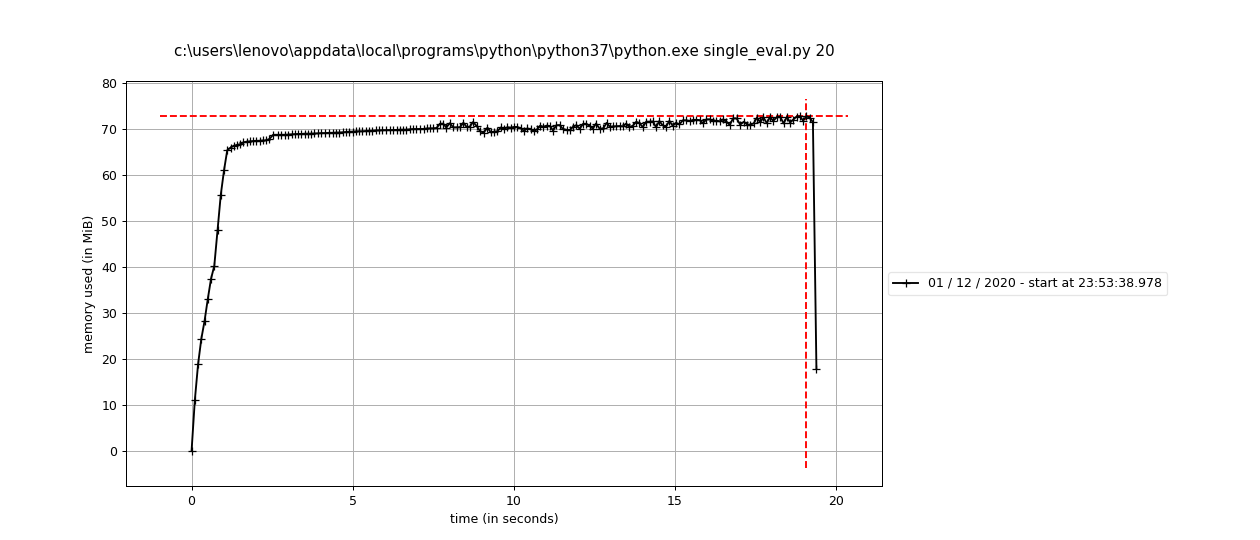 c:\users\lenovo\appdata\local\programs\python\python37\python.exe single_eval.py 20
80
70
60
50
40
30
20
10
0
memory used (in MiB)
0 5 10 15 20
time (in seconds)
01 / 12 / 2020 - start at 23:53:38.978